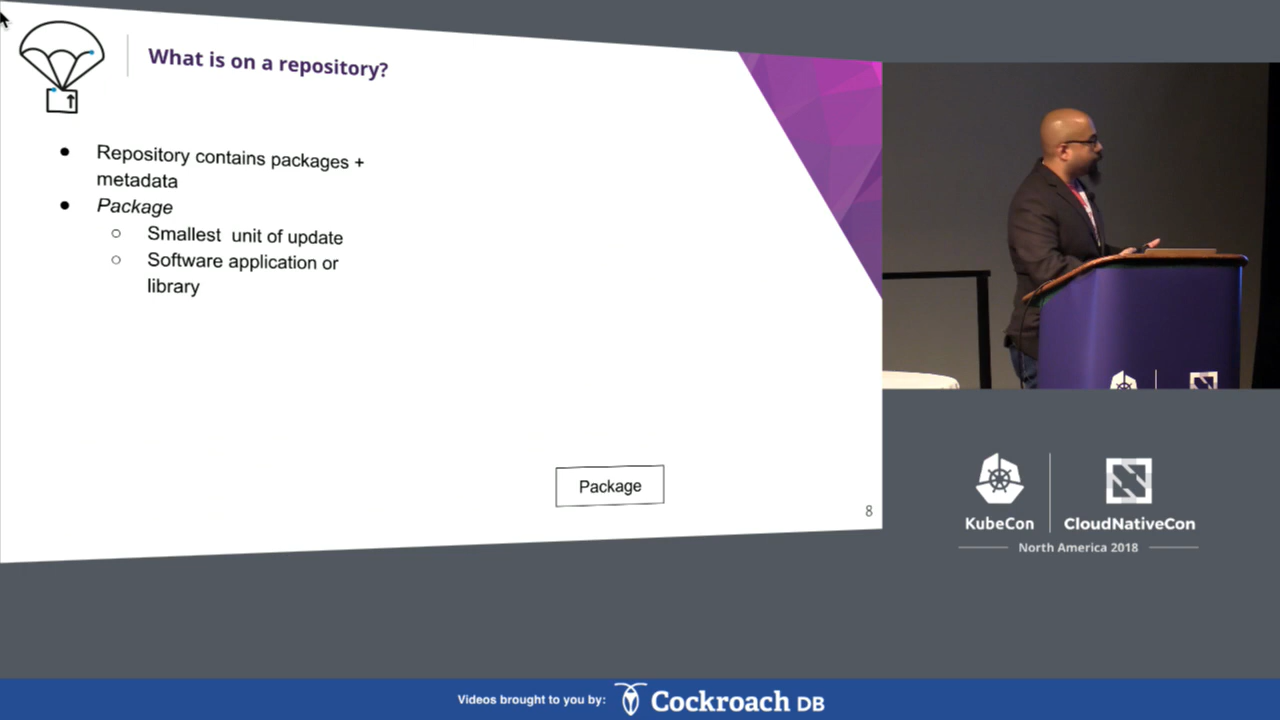 What is on a repository?
● Repository contains packages +
metadata
● Package
○ Smallest unit of update
○ Software application or
library
Package
8
KubeCon
CloudNativeCon
North America 2018
Videos brought to you by: Cockroach DB